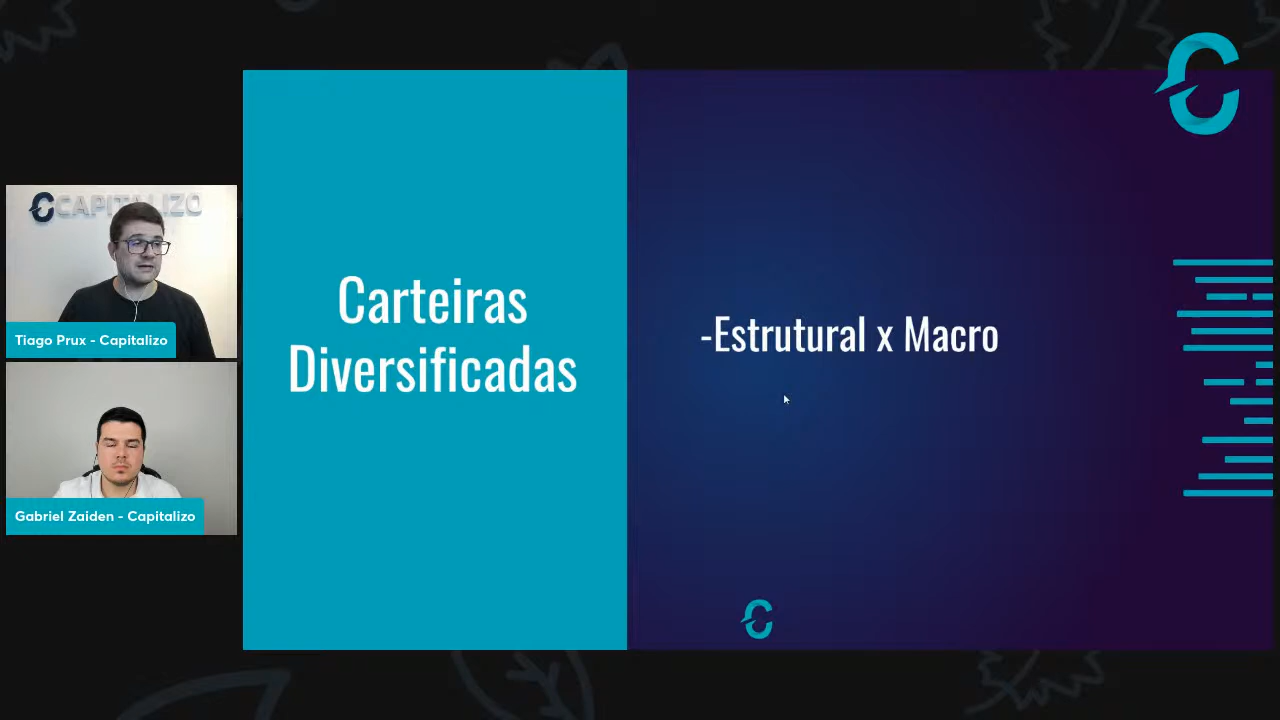 CAPITALIZO
Tiago Prux - Capitalizo
Gabriel Zaiden - Capitalizo
Carteiras
Diversificadas
-Estrutural x Macro